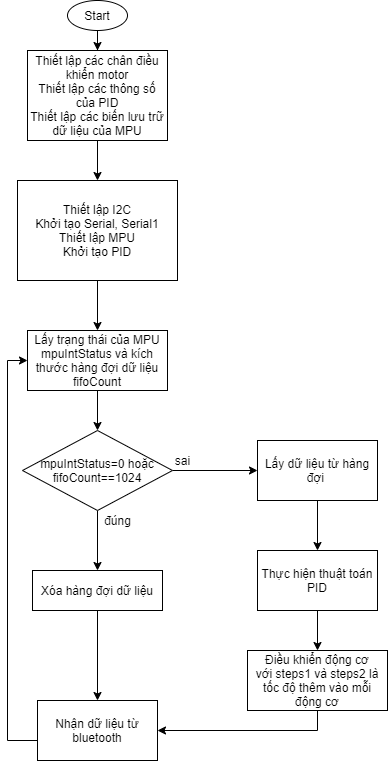 Start
Thiết lập các chân điều
khiển motor
Thiết lập các thông số
của PID
Thiết lập các biến lưu trữ
dữ liệu của MPU
Thiết lập I2C
Khởi tạo Serial, Serial1
Thiết lập MPU
Khởi tạo PID
Lấy trạng thái của MPU
mpuIntStatus và kích
thước hàng đợi dữ liệu
fifoCount
mpuIntStatus=0 hoặc
fifoCount==1024
sai
Lấy dữ liệu từ hàng
đợi
đúng
Xóa hàng đợi dữ liệu
Thực hiện thuật toán
PID
Điều khiển động cơ
với steps1 và steps2 là
tốc độ thêm vào mỗi
động cơ
Nhận dữ liệu từ
bluetooth